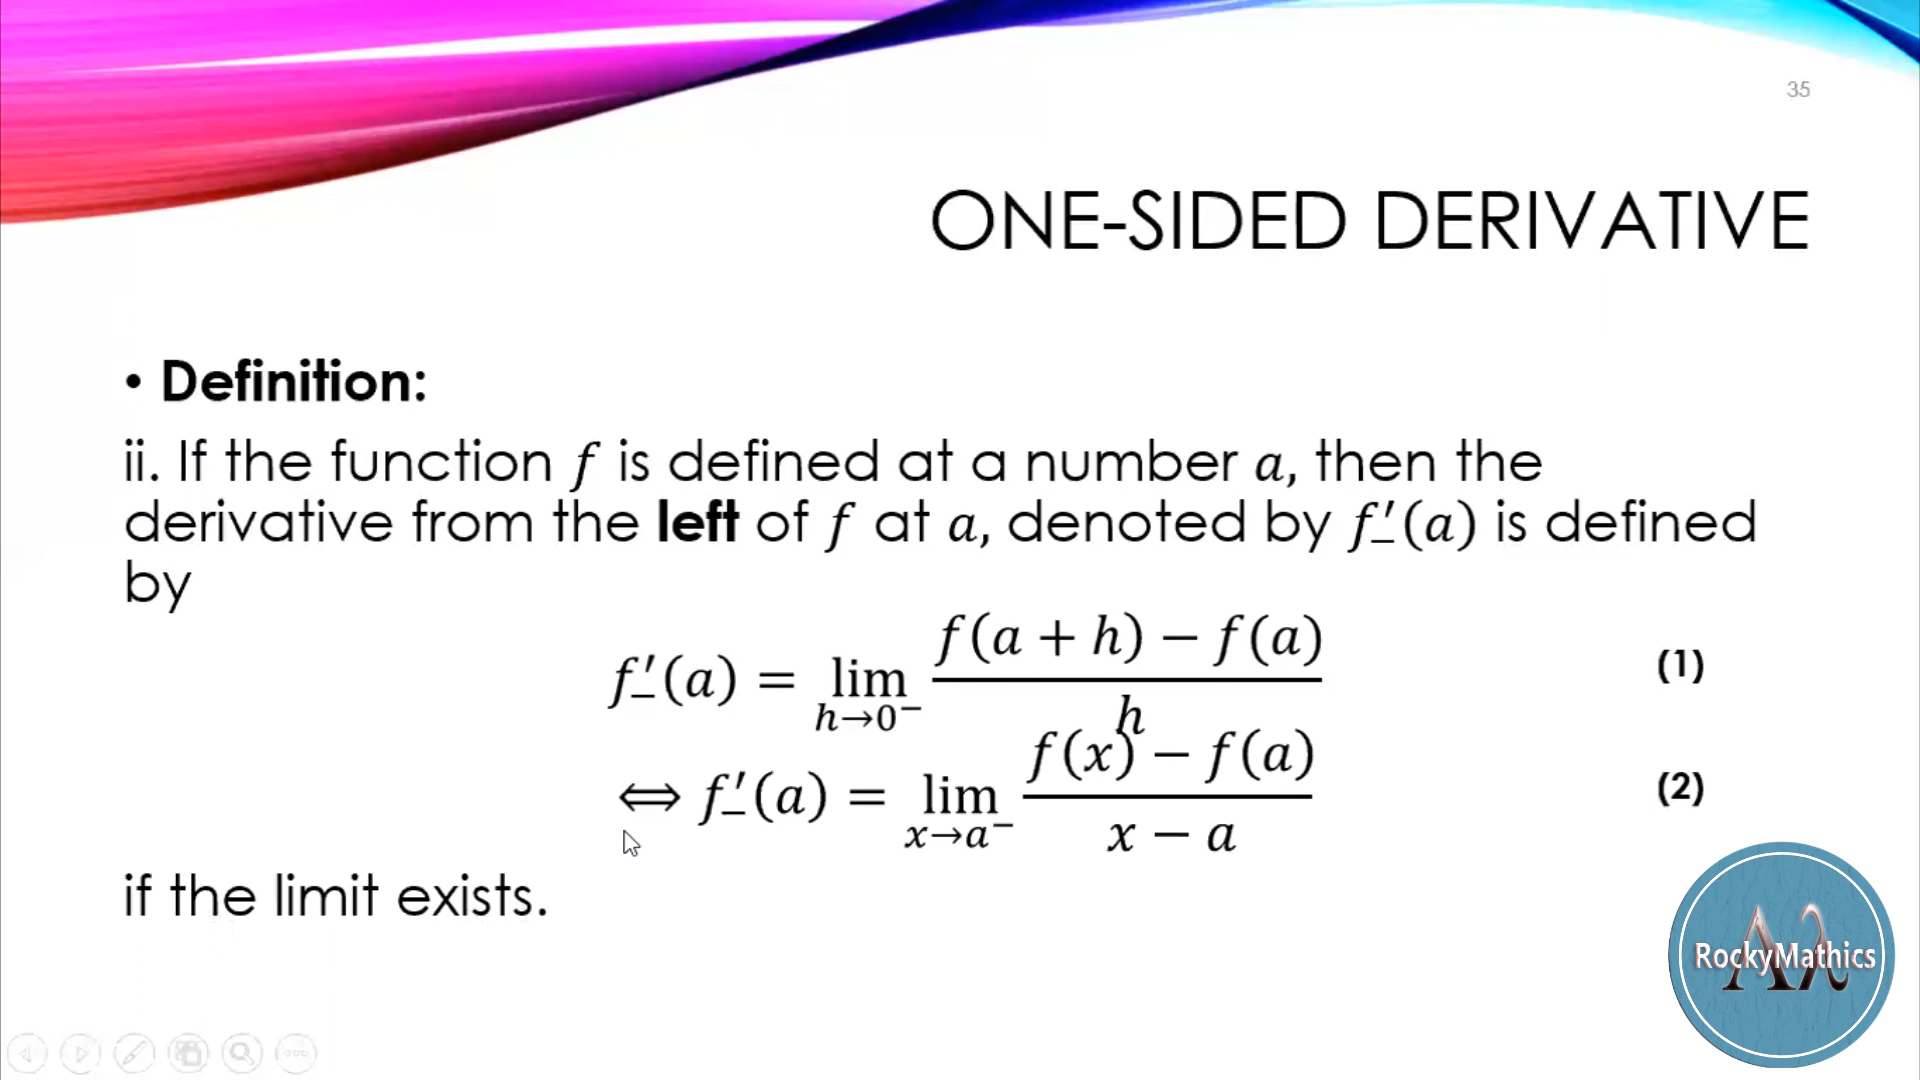 35
ONE-SIDED DERIVATIVE
• Definition:
ii. If the function f is defined at a number a, then the
derivative from the left of f at a, denoted by f′₋(a) is defined
by
f′₋(a) = lim_{h→0⁻} (f(a + h) − f(a))/h (1)
⇔ f′₋(a) = lim_{x→a⁻} (f(x) − f(a))/(x − a) (2)
if the limit exists.
Aλ
RockyMathics